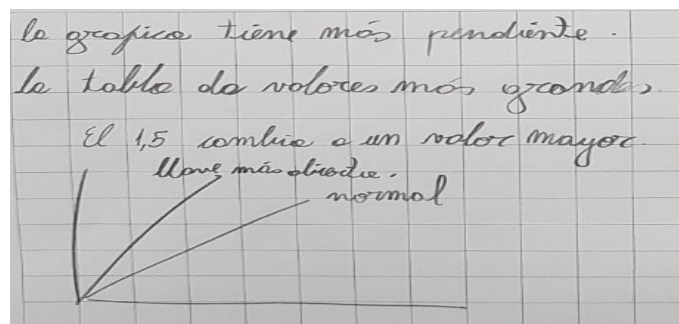 la grafica tiene más pendiente.
la tabla da valores más grandes
El 1,5 cambia a un valor mayor.
llave más abierta.
normal